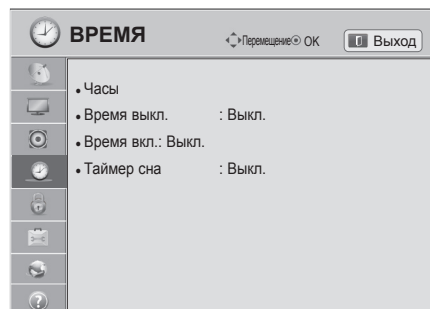 ВРЕМЯ Перемещение OK Выход
• Часы
• Время выкл. : Выкл.
• Время вкл.: Выкл.
• Таймер сна : Выкл.